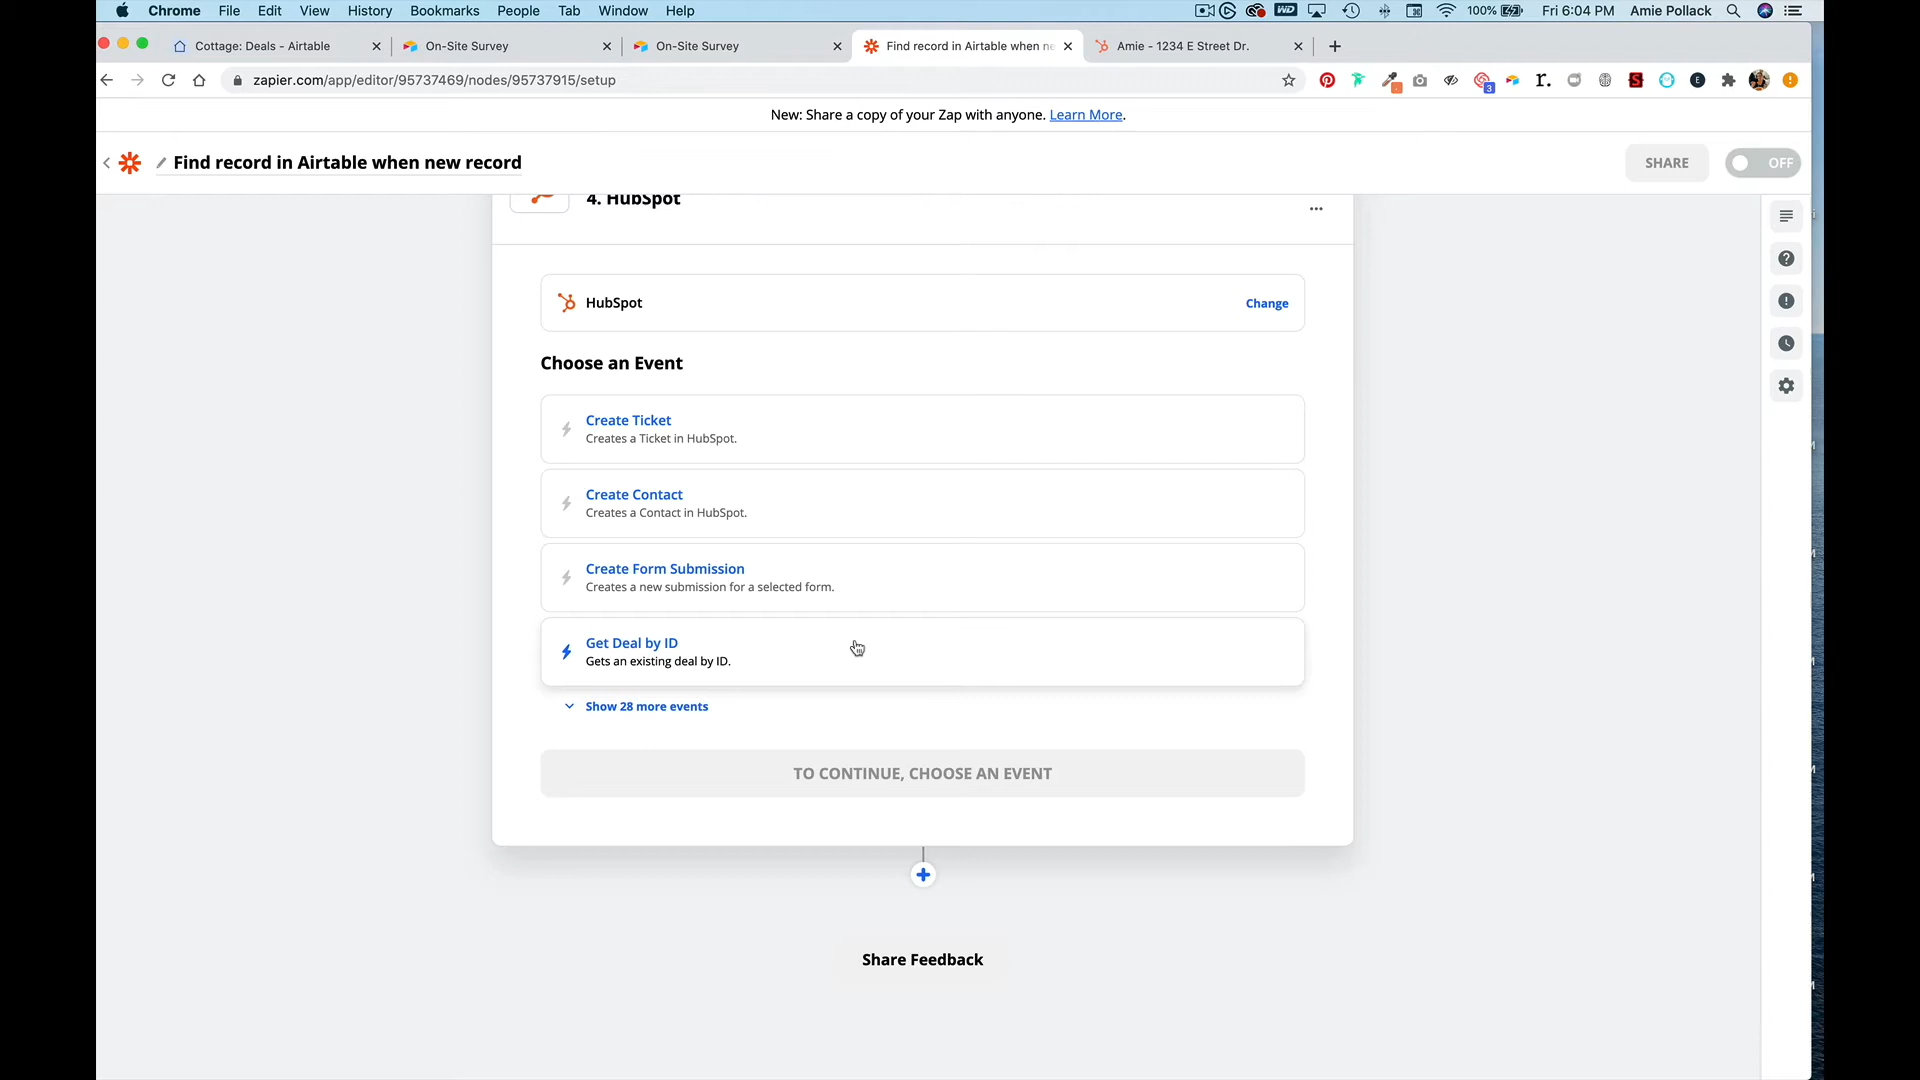 Chrome File Edit View History Bookmarks People Tab Window Help
WD 100% Fri 6:04 PM Amie Pollack
Cottage: Deals - Airtable
On-Site Survey
On-Site Survey
Find record in Airtable when ne
Amie - 1234 E Street Dr.
zapier.com/app/editor/95737469/nodes/95737915/setup
3
r.
S
E
New: Share a copy of your Zap with anyone. Learn More.
Find record in Airtable when new record
SHARE
OFF
4. HubSpot
HubSpot
Change
Choose an Event
Create Ticket
Creates a Ticket in HubSpot.
Create Contact
Creates a Contact in HubSpot.
Create Form Submission
Creates a new submission for a selected form.
Get Deal by ID
Gets an existing deal by ID.
Show 28 more events
TO CONTINUE, CHOOSE AN EVENT
Share Feedback